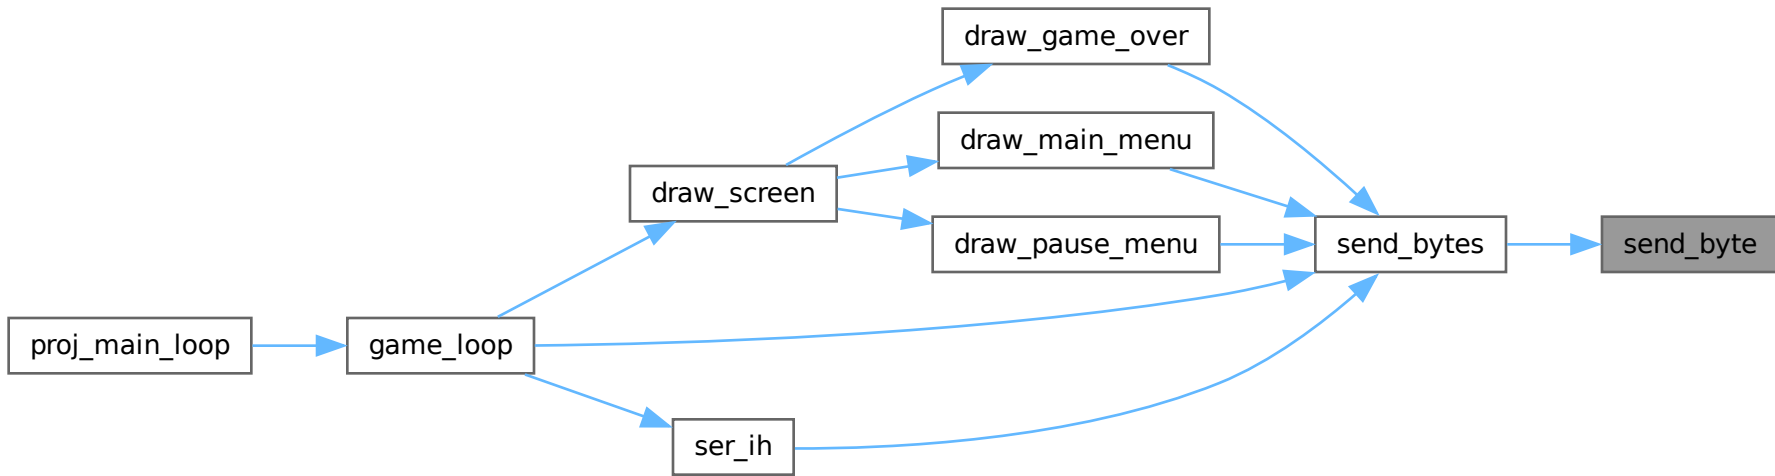 draw_game_over
draw_main_menu
draw_screen
draw_pause_menu
send_bytes
send_byte
proj_main_loop
game_loop
ser_ih